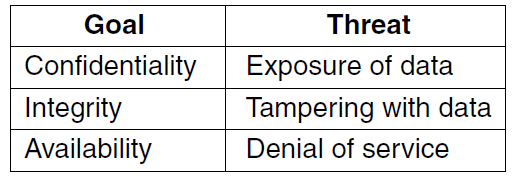 Goal Threat
Confidentiality Exposure of data
Integrity Tampering with data
Availability Denial of service